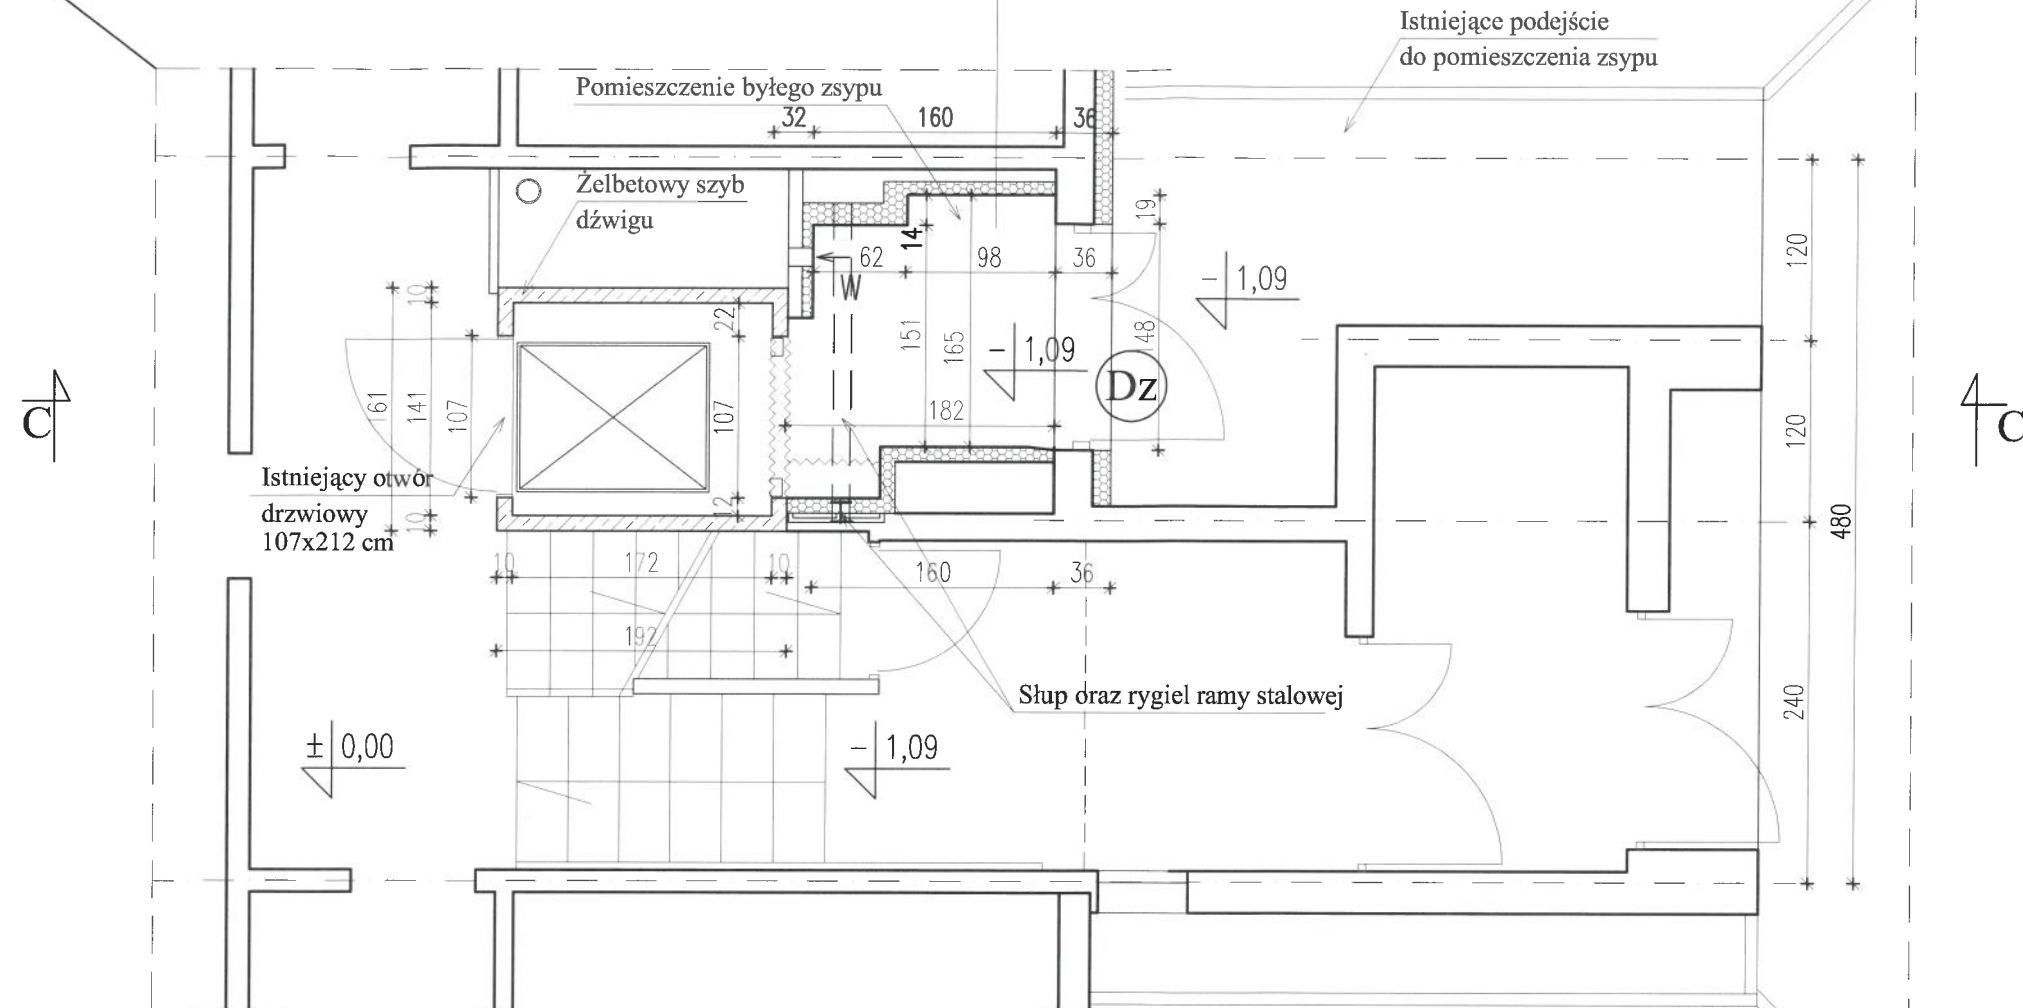 Istniejące podejście
do pomieszczenia zsypu
Pomieszczenie byłego zsypu
32
160
36
Żelbetowy szyb
dźwigu
19
14
62
98
36
W
120
- 1,09
10
22
151
165
148
- 1,09
Dz
C
C
161
141
107
107
182
120
Istniejący otwór
drzwiowy
107x212 cm
10
12
480
10
172
10
160
36
192
Słup oraz rygiel ramy stalowej
240
± 0,00
- 1,09